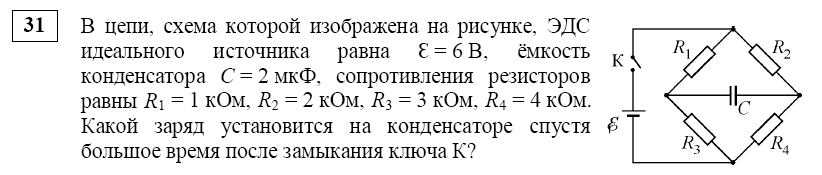 31
В цепи, схема которой изображена на рисунке, ЭДС
идеального источника равна Ɛ = 6 В, ёмкость
конденсатора C = 2 мкФ, сопротивления резисторов
равны R₁ = 1 кОм, R₂ = 2 кОм, R₃ = 3 кОм, R₄ = 4 кОм.
Какой заряд установится на конденсаторе спустя
большое время после замыкания ключа К?
R₁
R₂
К
C
Ɛ
R₃
R₄